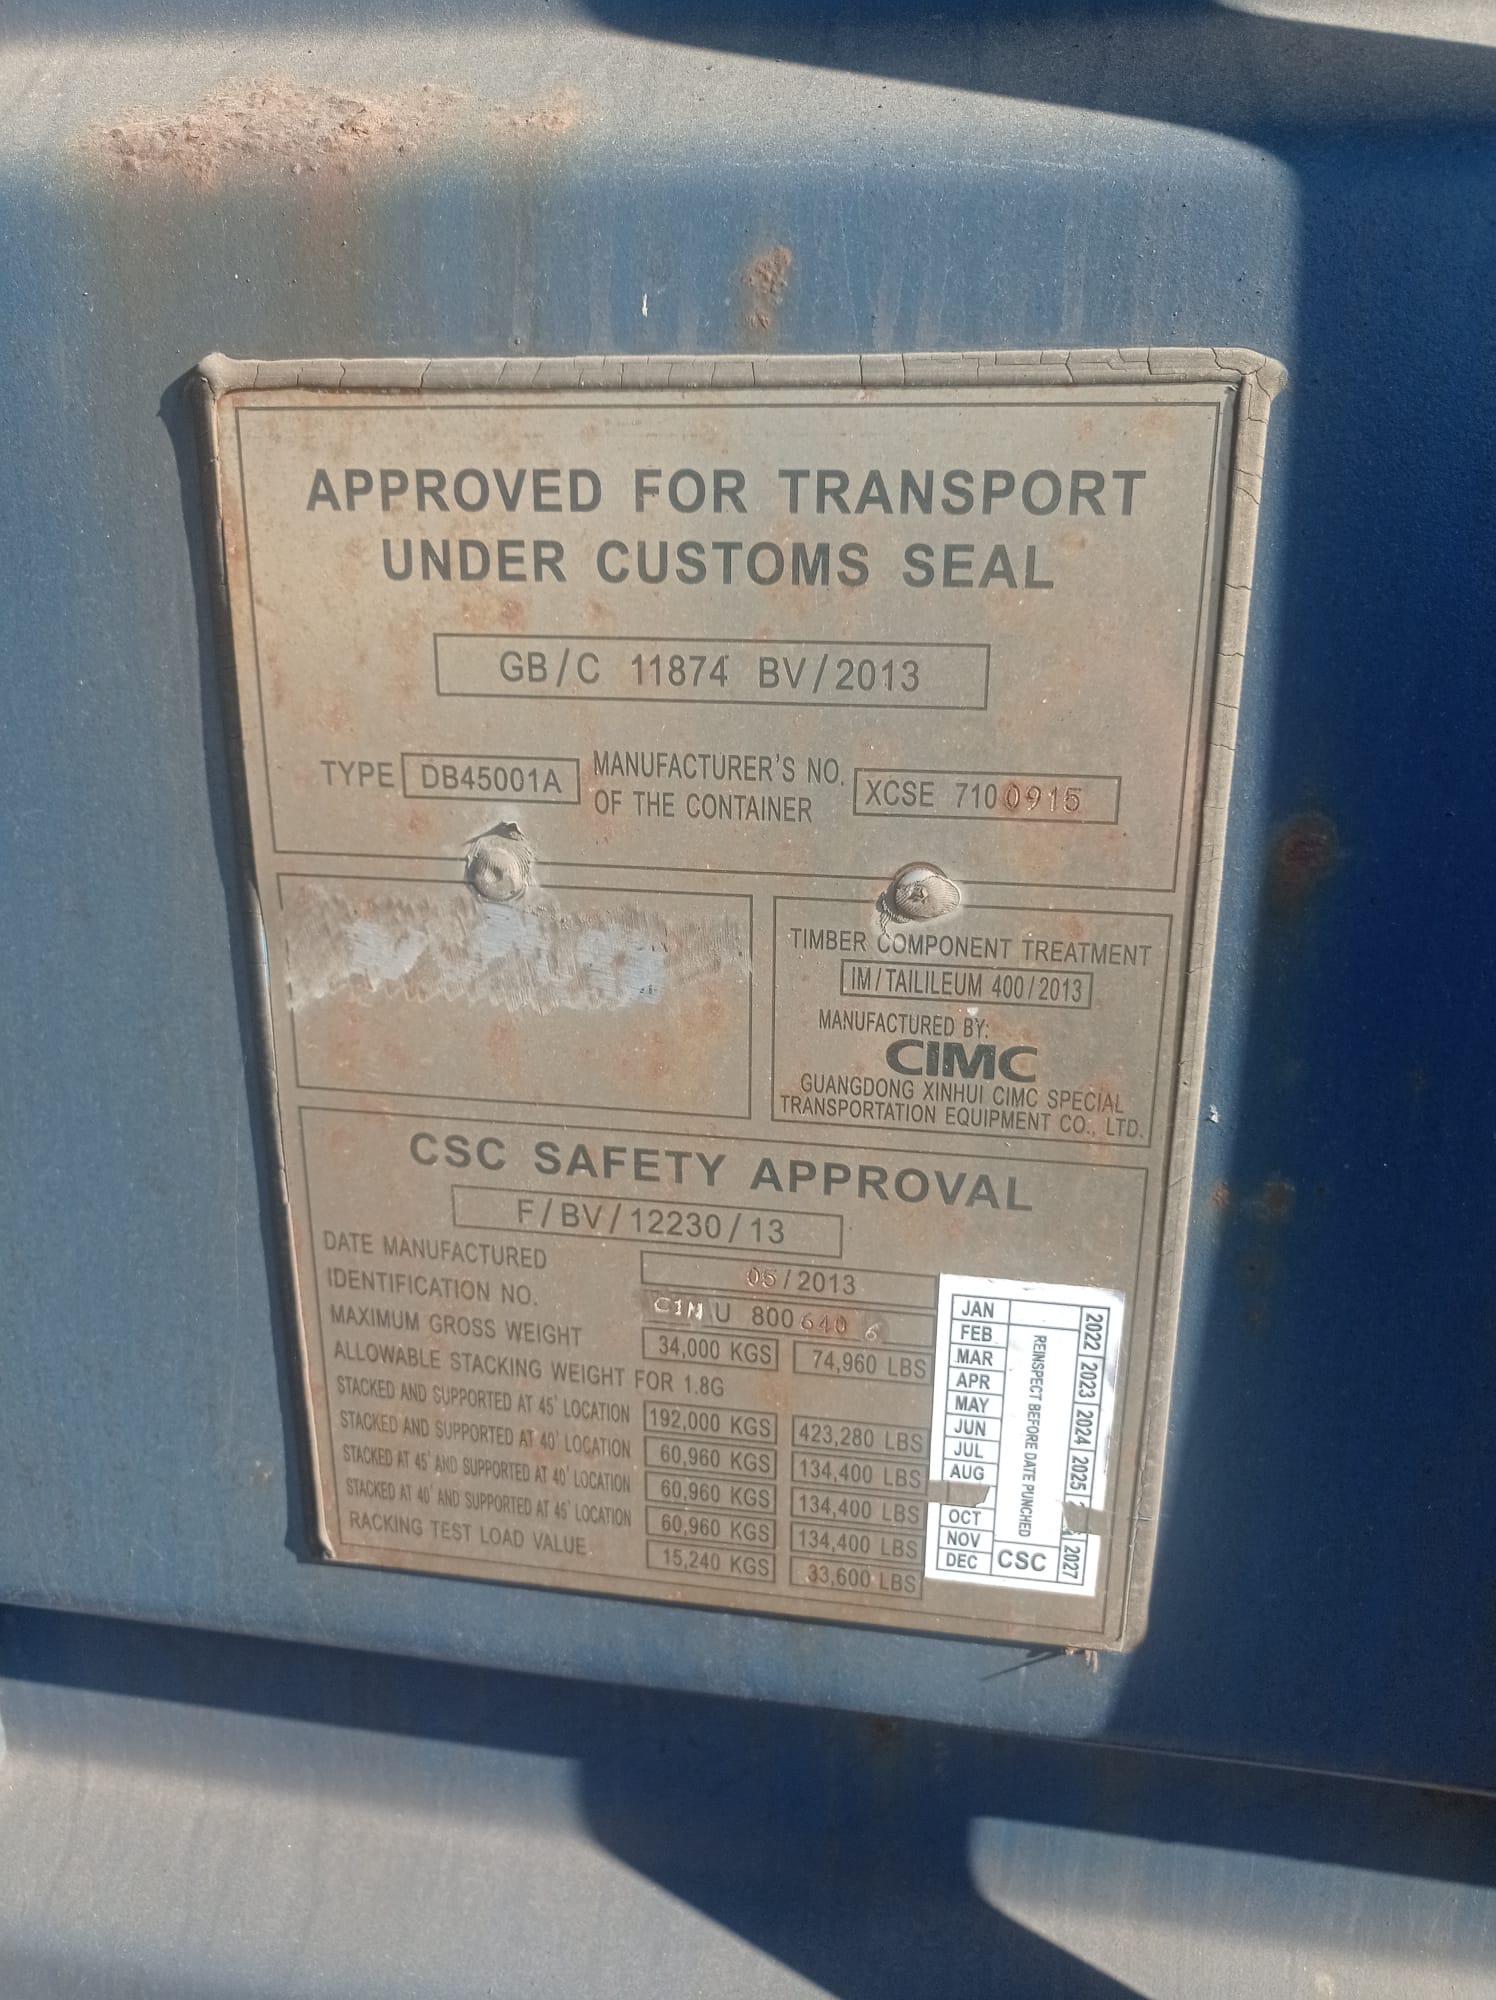 APPROVED FOR TRANSPORT
UNDER CUSTOMS SEAL
GB/C 11874 BV/2013
TYPE DB45001A MANUFACTURER'S NO. OF THE CONTAINER XCSE 7100915
TIMBER COMPONENT TREATMENT
IM/TAILILEUM 400/2013
MANUFACTURED BY:
CIMC
GUANGDONG XINHUI CIMC SPECIAL
TRANSPORTATION EQUIPMENT CO., LTD.
CSC SAFETY APPROVAL
F/BV/12230/13
DATE MANUFACTURED 05/2013
IDENTIFICATION NO. U 800 640 6
MAXIMUM GROSS WEIGHT 34,000 KGS 74,960 LBS
ALLOWABLE STACKING WEIGHT FOR 1.8G
STACKED AND SUPPORTED AT 45' LOCATION 192,000 KGS 423,280 LBS
STACKED AND SUPPORTED AT 40' LOCATION 60,960 KGS 134,400 LBS
STACKED AT 45' AND SUPPORTED AT 40' LOCATION 60,960 KGS 134,400 LBS
STACKED AT 40' AND SUPPORTED AT 45' LOCATION 60,960 KGS 134,400 LBS
RACKING TEST LOAD VALUE 15,240 KGS 33,600 LBS
JAN
FEB
MAR
APR
MAY
JUN
JUL
AUG
OCT
NOV
DEC
REINSPECT BEFORE DATE PUNCHED
CSC
2022 2023 2024 2025 2027